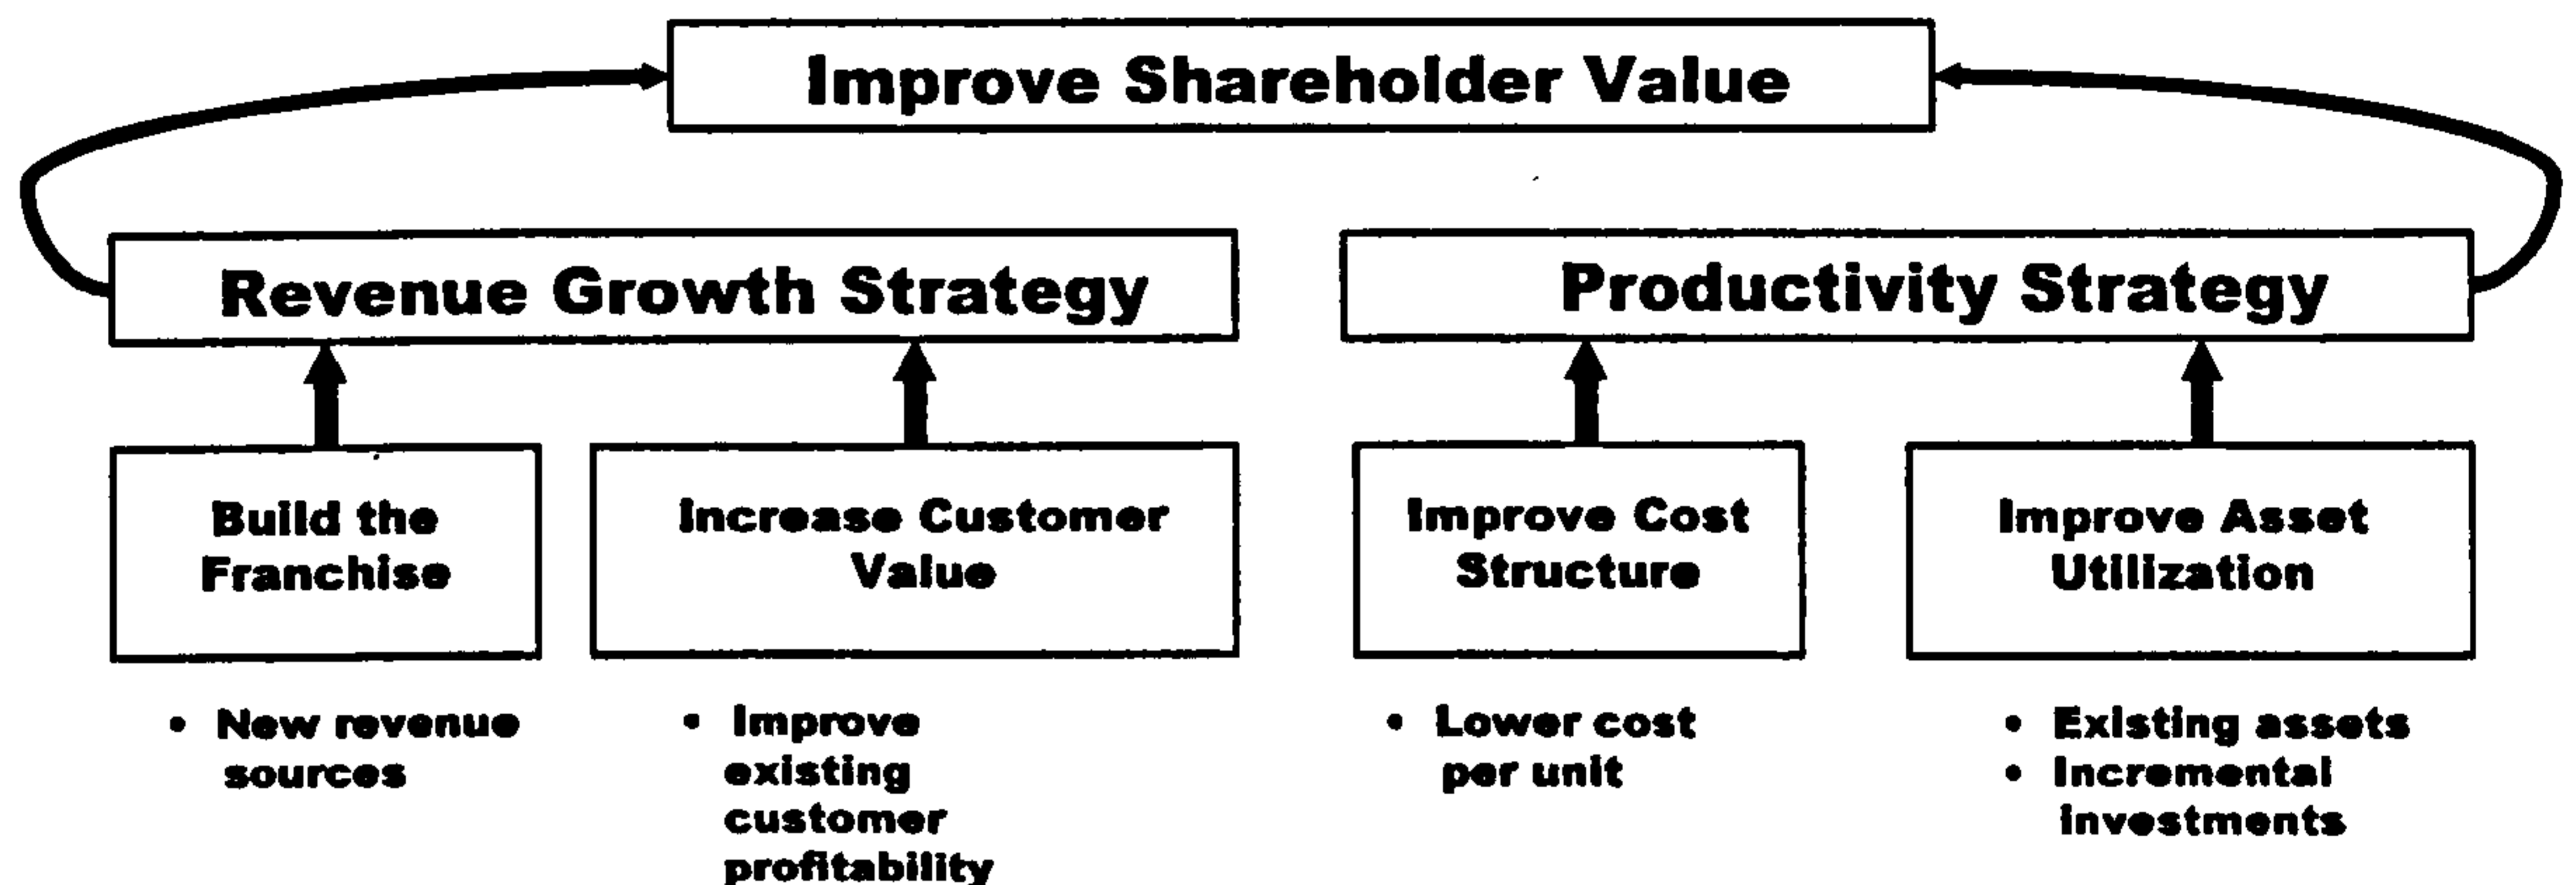 Improve Shareholder Value
Revenue Growth Strategy
Productivity Strategy
Build the
Franchise
Increase Customer
Value
Improve Cost
Structure
Improve Asset
Utilization
• New revenue
sources
• Improve
existing
customer
profitability
• Lower cost
per unit
• Existing assets
• Incremental
investments